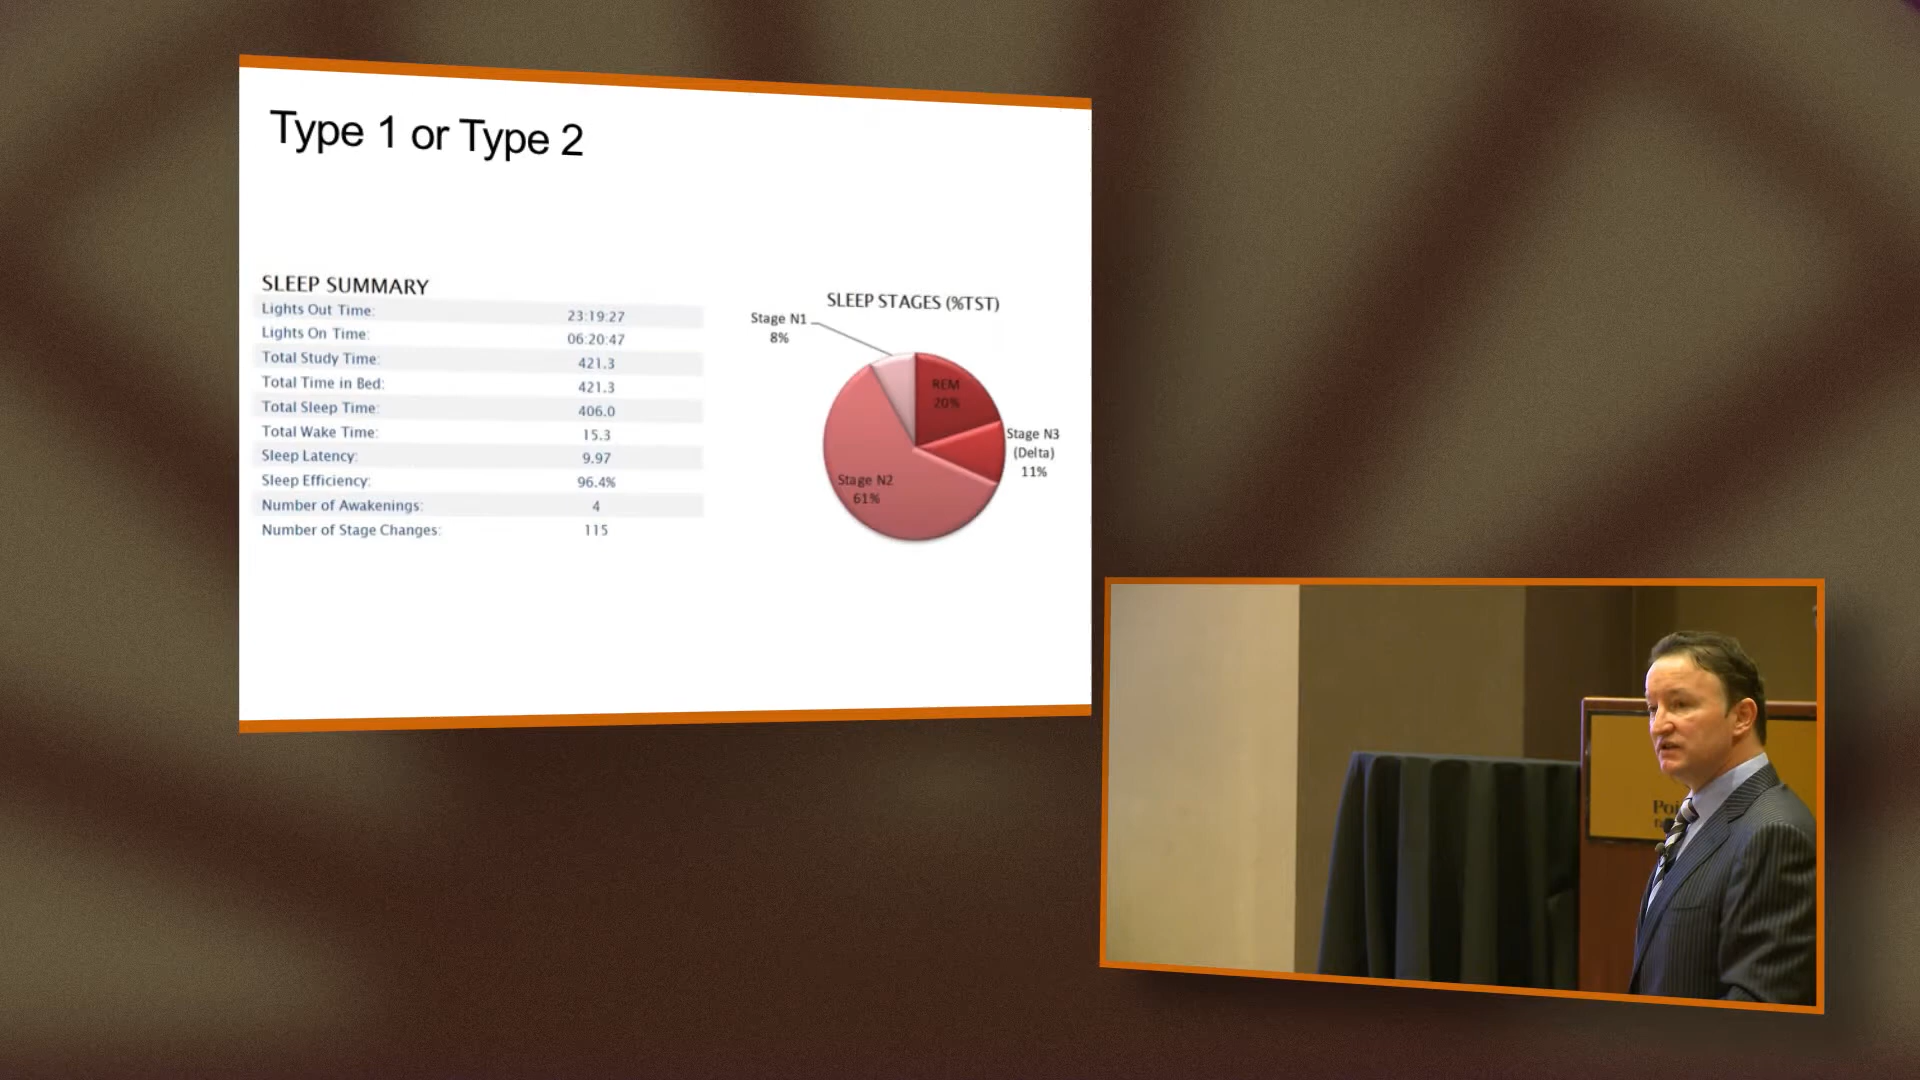 Type 1 or Type 2
SLEEP SUMMARY
Lights Out Time: 23:19:27
Lights On Time: 06:20:47
Total Study Time: 421.3
Total Time in Bed: 421.3
Total Sleep Time: 406.0
Total Wake Time: 15.3
Sleep Latency: 9.97
Sleep Efficiency: 96.4%
Number of Awakenings: 4
Number of Stage Changes: 115
SLEEP STAGES (%TST)
Stage N1
8%
REM
20%
Stage N3
(Delta)
11%
Stage N2
61%